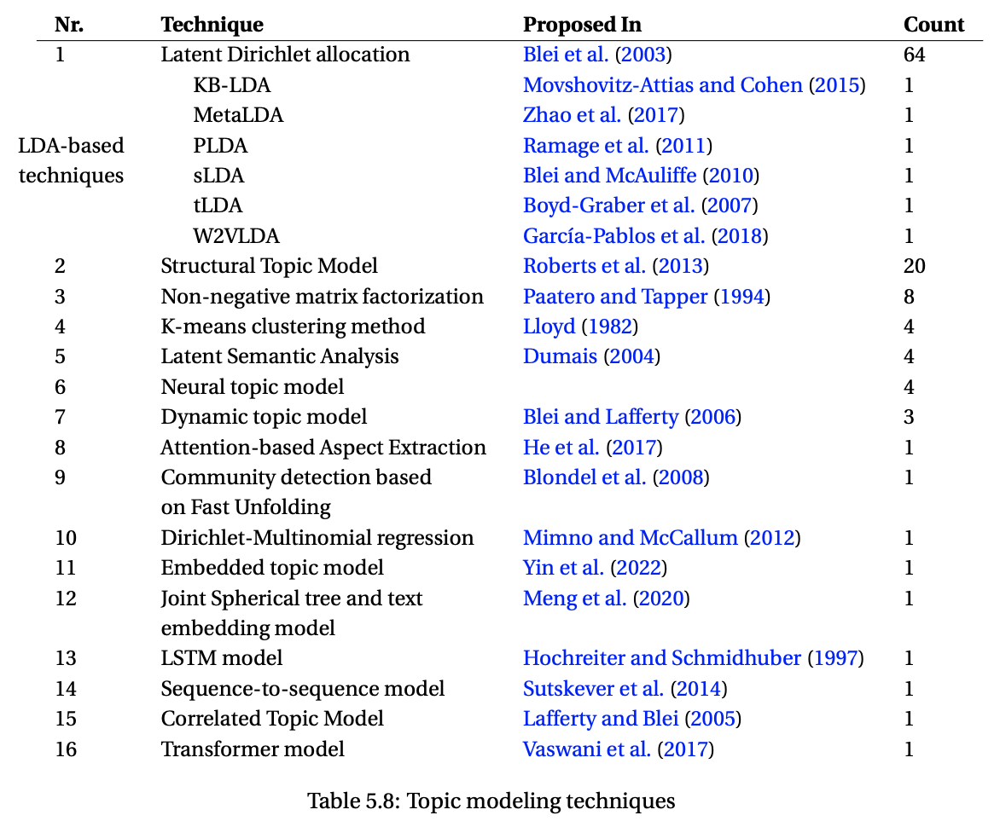 Nr. Technique Proposed In Count
1 Latent Dirichlet allocation Blei et al. (2003) 64
KB-LDA Movshovitz-Attias and Cohen (2015) 1
MetaLDA Zhao et al. (2017) 1
LDA-based PLDA Ramage et al. (2011) 1
techniques sLDA Blei and McAuliffe (2010) 1
tLDA Boyd-Graber et al. (2007) 1
W2VLDA García-Pablos et al. (2018) 1
2 Structural Topic Model Roberts et al. (2013) 20
3 Non-negative matrix factorization Paatero and Tapper (1994) 8
4 K-means clustering method Lloyd (1982) 4
5 Latent Semantic Analysis Dumais (2004) 4
6 Neural topic model 4
7 Dynamic topic model Blei and Lafferty (2006) 3
8 Attention-based Aspect Extraction He et al. (2017) 1
9 Community detection based Blondel et al. (2008) 1
on Fast Unfolding
10 Dirichlet-Multinomial regression Mimno and McCallum (2012) 1
11 Embedded topic model Yin et al. (2022) 1
12 Joint Spherical tree and text Meng et al. (2020) 1
embedding model
13 LSTM model Hochreiter and Schmidhuber (1997) 1
14 Sequence-to-sequence model Sutskever et al. (2014) 1
15 Correlated Topic Model Lafferty and Blei (2005) 1
16 Transformer model Vaswani et al. (2017) 1
Table 5.8: Topic modeling techniques